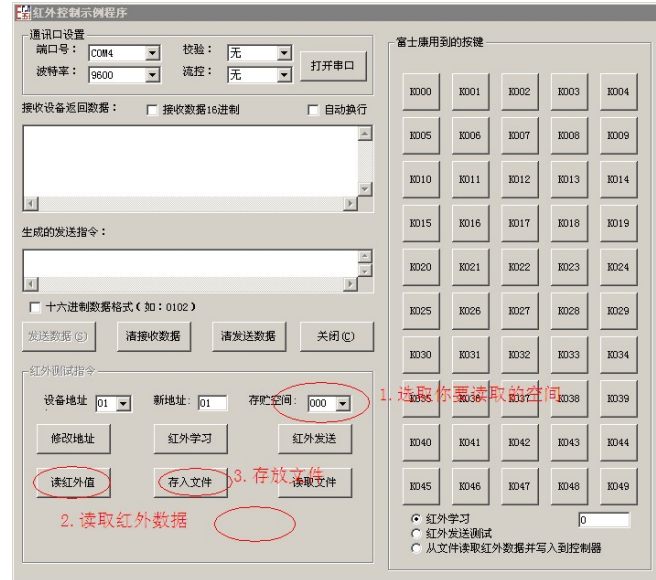 红外控制示例程序
通讯口设置
端口号： COM4 校验： 无
波特率： 9600 流控： 无 打开串口
接收设备返回数据： 接收数据16进制 自动换行
生成的发送指令：
十六进制数据格式(如：0102)
发送数据(S) 清接收数据 清发送数据 关闭(C)
红外测试指令
设备地址 01 新地址： 01 存贮空间： 000
修改地址 红外学习 红外发送
读红外值 存入文件 读取文件
1.选取你要读取的空间
2.读取红外数据
3.存放文件
富士康用到的按键
K000 K001 K002 K003 K004
K005 K006 K007 K008 K009
K010 K011 K012 K013 K014
K015 K016 K017 K018 K019
K020 K021 K022 K023 K024
K025 K026 K027 K028 K029
K030 K031 K032 K033 K034
K035 K036 K037 K038 K039
K040 K041 K042 K043 K044
K045 K046 K047 K048 K049
红外学习 0
红外发送测试
从文件读取红外数据并写入到控制器